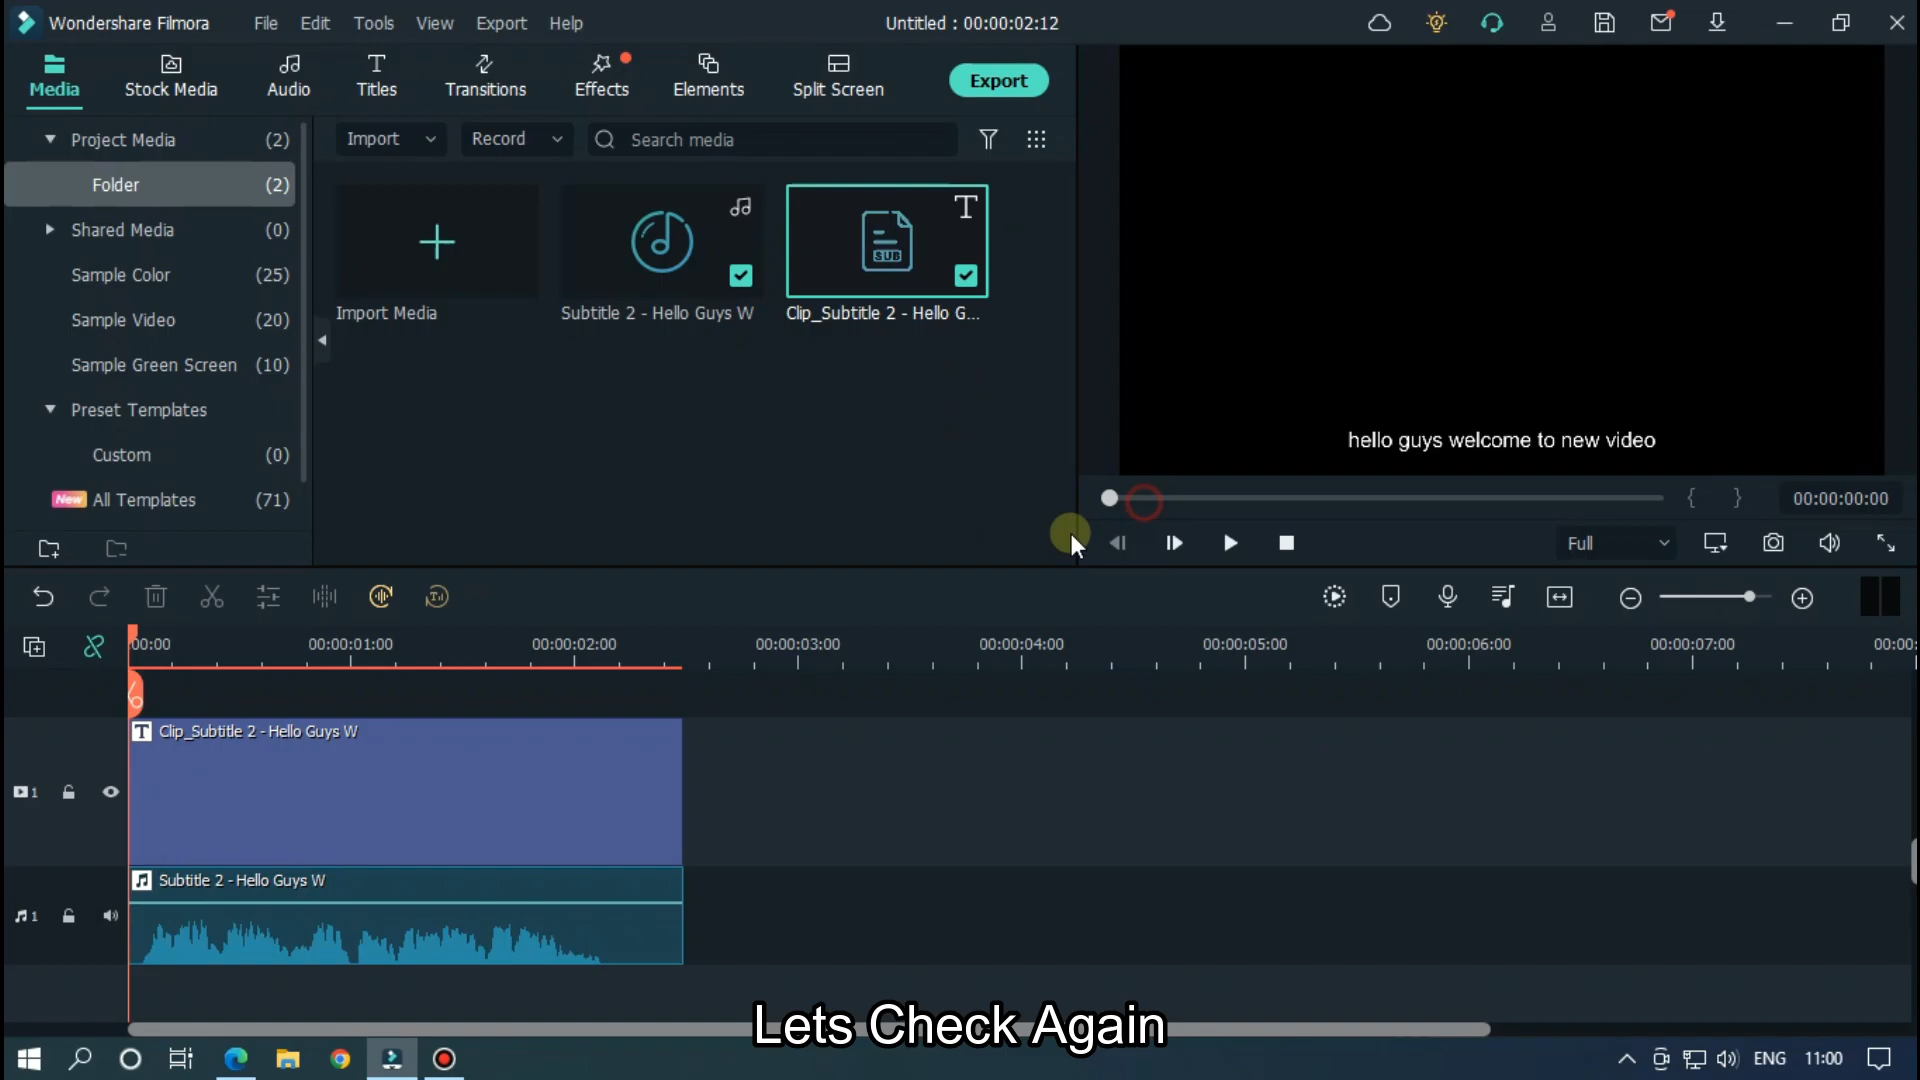 Wondershare Filmora File Edit Tools View Export Help Untitled : 00:00:02:12
Media Stock Media Audio Titles Transitions Effects Elements Split Screen Export
Project Media (2)
Folder (2)
Shared Media (0)
Sample Color (25)
Sample Video (20)
Sample Green Screen (10)
Preset Templates
Custom (0)
New All Templates (71)
Import Record Search media
T
SUB
Import Media Subtitle 2 - Hello Guys W Clip_Subtitle 2 - Hello G...
hello guys welcome to new video
{ } 00:00:00:00
Full
00:00 00:00:01:00 00:00:02:00 00:00:03:00 00:00:04:00 00:00:05:00 00:00:06:00 00:00:07:00 00:00:
T Clip_Subtitle 2 - Hello Guys W
1
Subtitle 2 - Hello Guys W
1
Lets Check Again
ENG 11:00